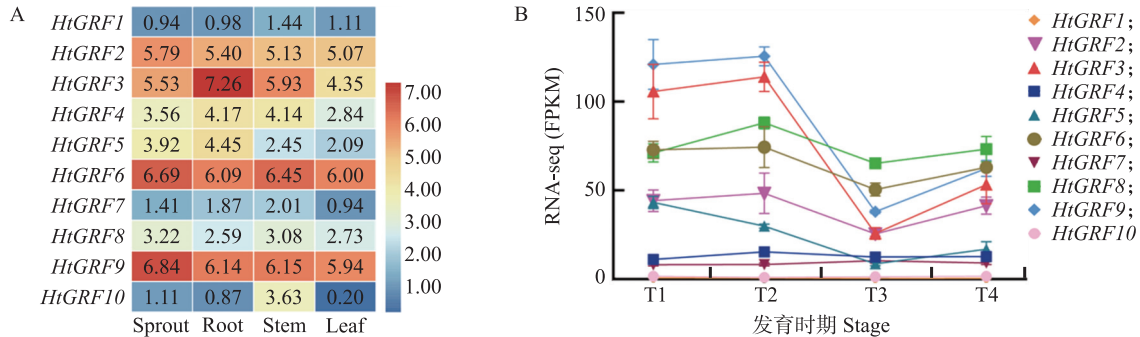 A
HtGRF1 0.94 0.98 1.44 1.11
HtGRF2 5.79 5.40 5.13 5.07
HtGRF3 5.53 7.26 5.93 4.35
HtGRF4 3.56 4.17 4.14 2.84
HtGRF5 3.92 4.45 2.45 2.09
HtGRF6 6.69 6.09 6.45 6.00
HtGRF7 1.41 1.87 2.01 0.94
HtGRF8 3.22 2.59 3.08 2.73
HtGRF9 6.84 6.14 6.15 5.94
HtGRF10 1.11 0.87 3.63 0.20
Sprout Root Stem Leaf
7.00
6.00
5.00
4.00
3.00
2.00
1.00
B
RNA-seq (FPKM)
150
100
50
0
T1 T2 T3 T4
发育时期 Stage
HtGRF1;
HtGRF2;
HtGRF3;
HtGRF4;
HtGRF5;
HtGRF6;
HtGRF7;
HtGRF8;
HtGRF9;
HtGRF10